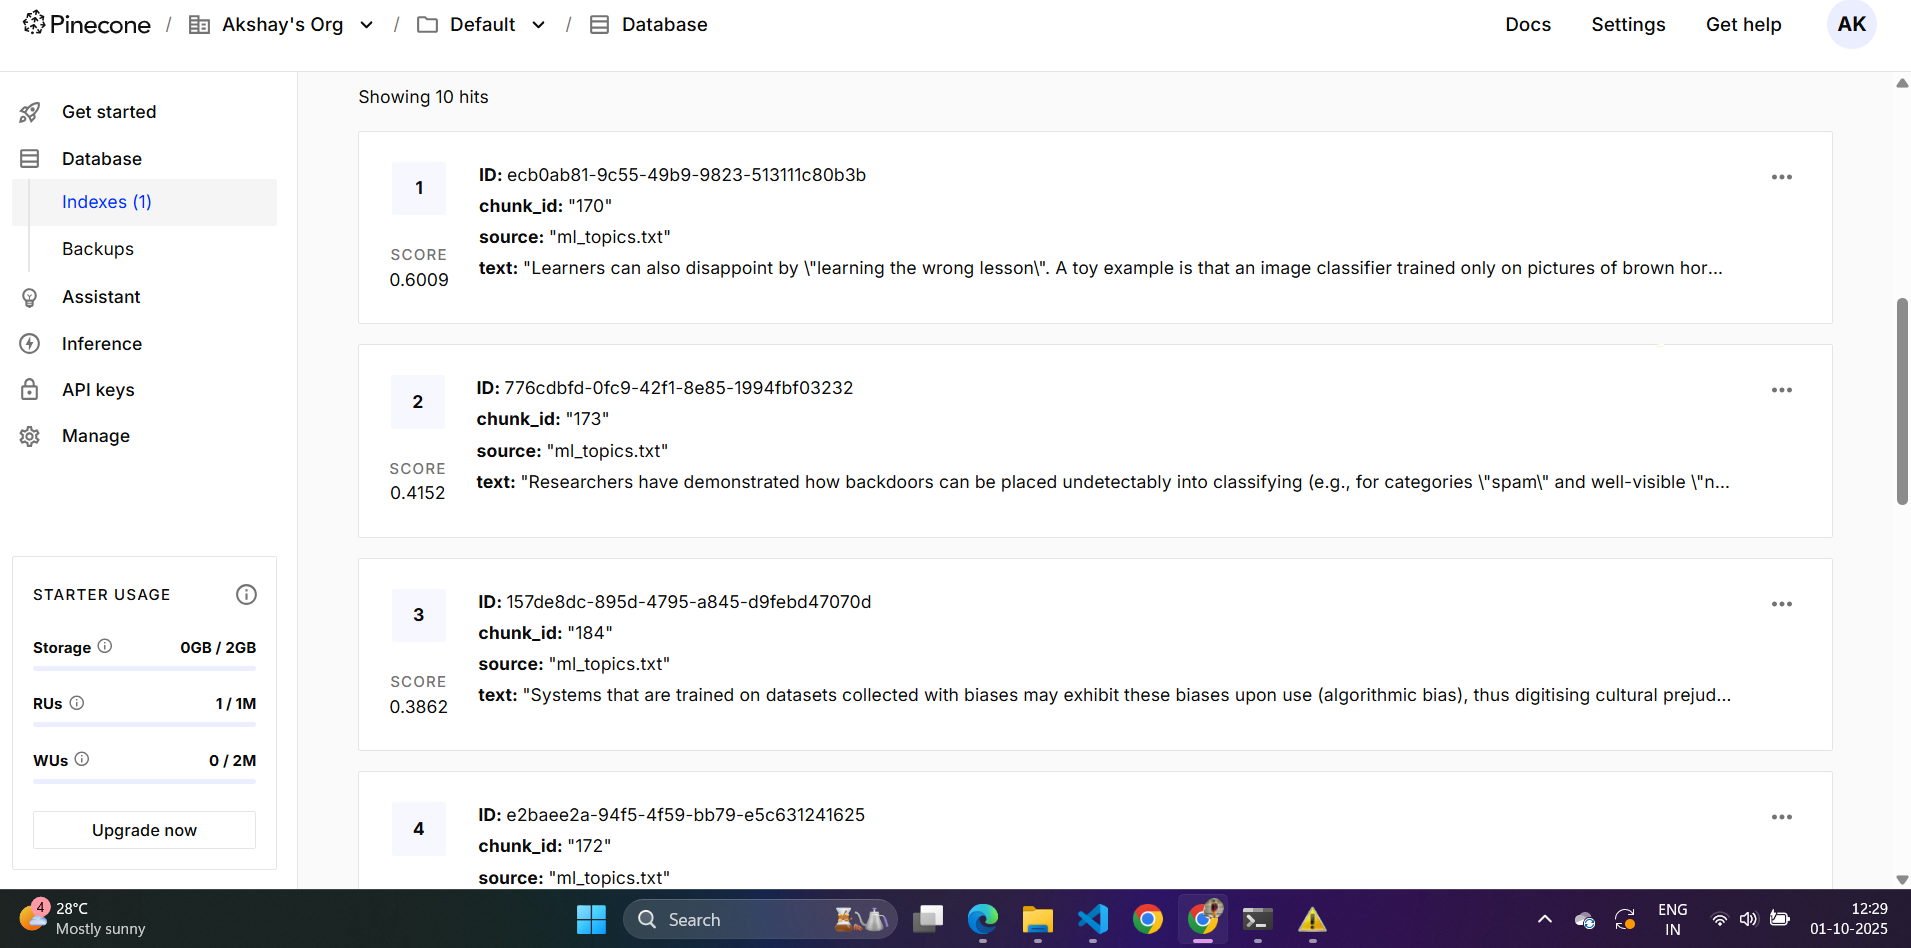 Pinecone / Akshay's Org / Default / Database Docs Settings Get help AK
Get started
Database
Indexes (1)
Backups
Assistant
Inference
API keys
Manage
STARTER USAGE
Storage 0GB / 2GB
RUs 1 / 1M
WUs 0 / 2M
Upgrade now
Showing 10 hits
1
SCORE
0.6009
ID: ecb0ab81-9c55-49b9-9823-513111c80b3b
chunk_id: "170"
source: "ml_topics.txt"
text: "Learners can also disappoint by \"learning the wrong lesson\". A toy example is that an image classifier trained only on pictures of brown hor...
2
SCORE
0.4152
ID: 776cdbfd-0fc9-42f1-8e85-1994fbf03232
chunk_id: "173"
source: "ml_topics.txt"
text: "Researchers have demonstrated how backdoors can be placed undetectably into classifying (e.g., for categories \"spam\" and well-visible \"n...
3
SCORE
0.3862
ID: 157de8dc-895d-4795-a845-d9febd47070d
chunk_id: "184"
source: "ml_topics.txt"
text: "Systems that are trained on datasets collected with biases may exhibit these biases upon use (algorithmic bias), thus digitising cultural prejud...
4
ID: e2baee2a-94f5-4f59-bb79-e5c631241625
chunk_id: "172"
source: "ml_topics.txt"
4
28°C
Mostly sunny
Search
ENG
IN
12:29
01-10-2025